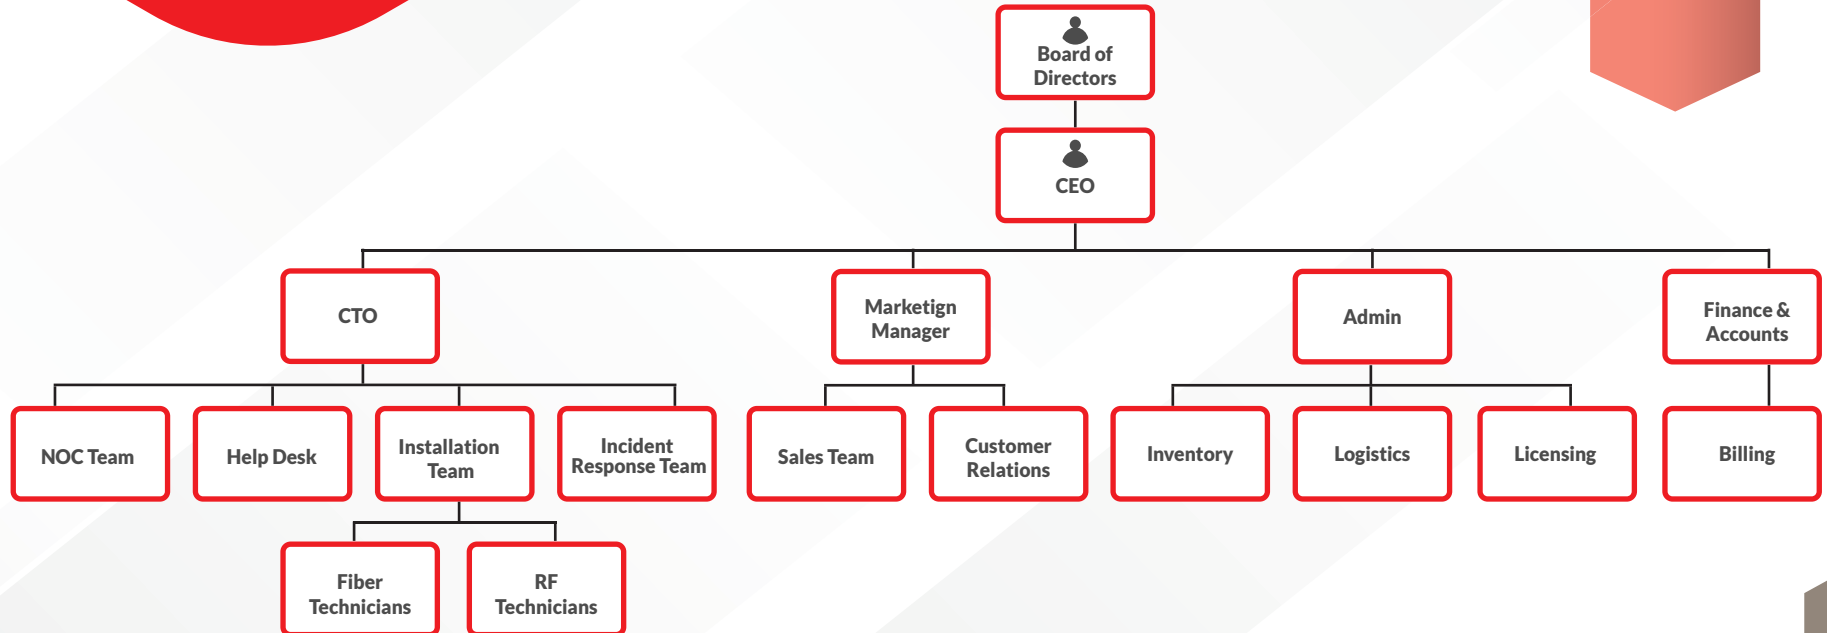 Board of
Directors
CEO
CTO
Marketign
Manager
Admin
Finance &
Accounts
NOC Team
Help Desk
Installation
Team
Incident
Response Team
Sales Team
Customer
Relations
Inventory
Logistics
Licensing
Billing
Fiber
Technicians
RF
Technicians